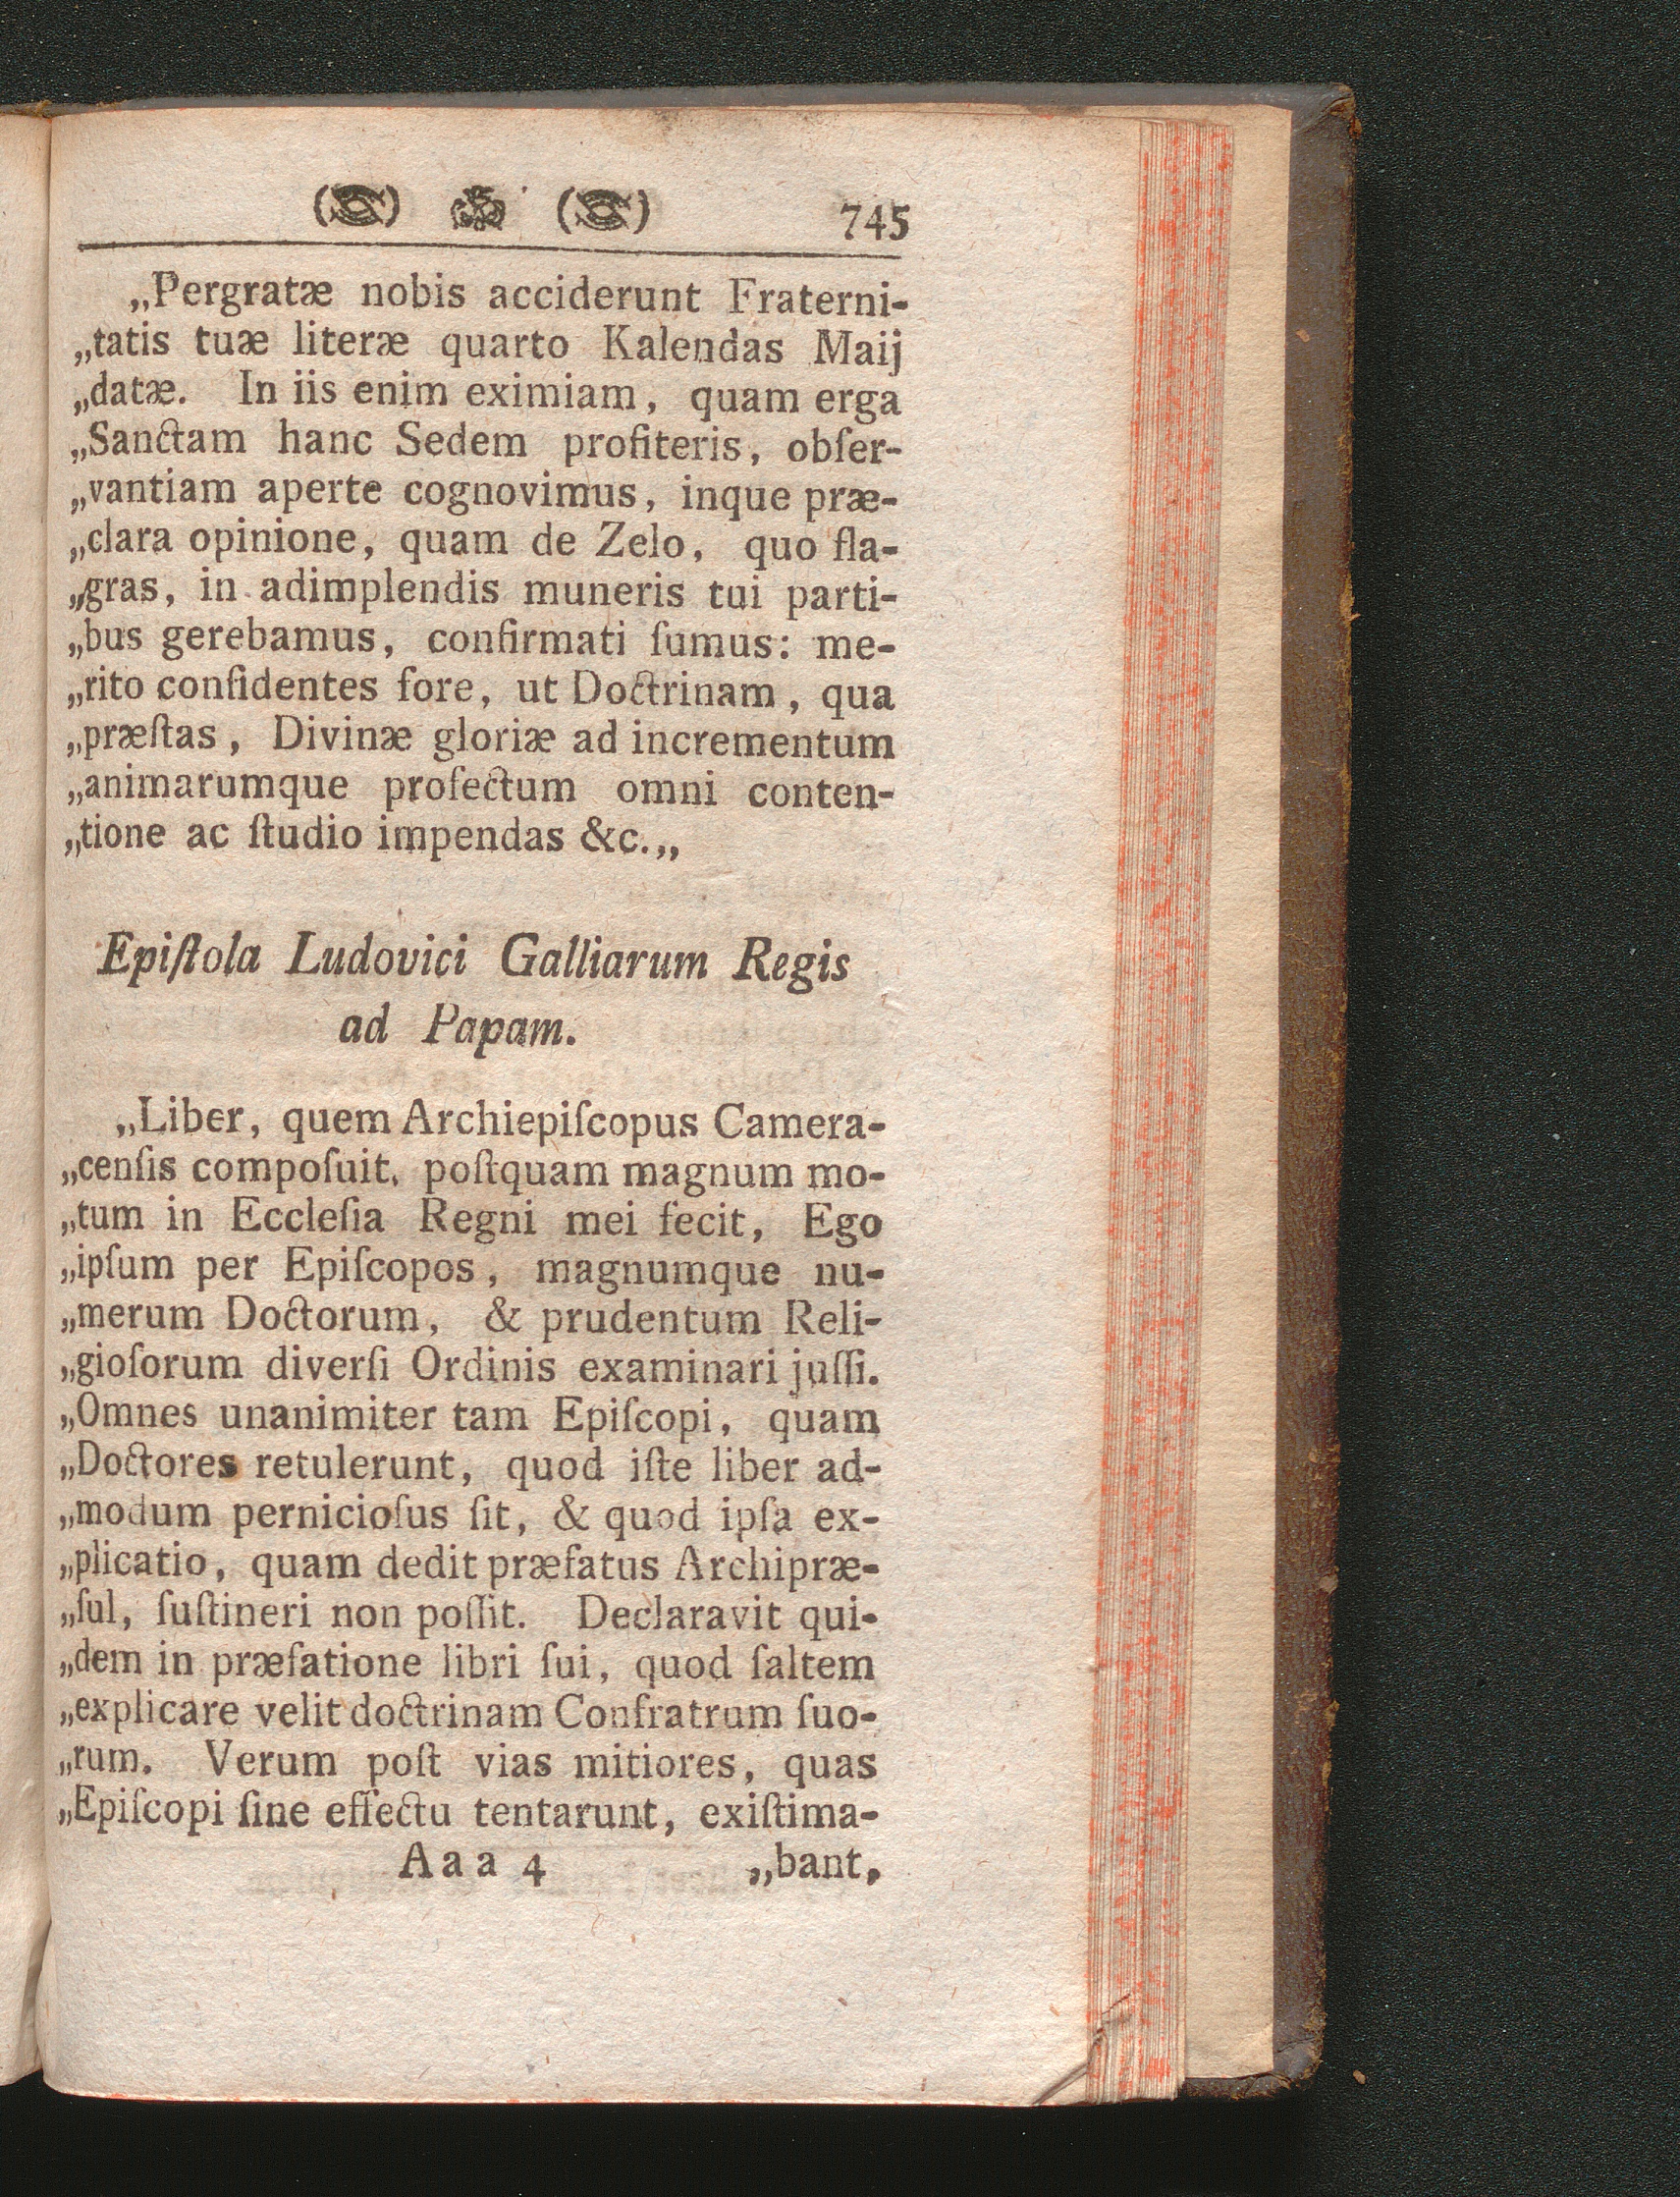 745
„Pergratæ nobis acciderunt Fraterni-
„tatis tuæ literæ quarto Kalendas Maij
„datæ. In iis enim eximiam, quam erga
„Sanctam hanc Sedem profiteris, obſer-
„vantiam aperte cognovimus, inque præ-
„clara opinione, quam de Zelo, quo fla-
„gras, in adimplendis muneris tui parti-
„bus gerebamus, confirmati ſumus: me-
„rito confidentes fore, ut Doctrinam, qua
„præſtas, Divinæ gloriæ ad incrementum
„animarumque profectum omni conten-
„tione ac ſtudio impendas &c.„
Epiſtola Ludovici Galliarum Regis
ad Papam.
„Liber, quem Archiepiſcopus Camera-
„cenſis compoſuit, poſtquam magnum mo-
„tum in Eccleſia Regni mei fecit, Ego
„ipſum per Epiſcopos, magnumque nu-
„merum Doctorum, & prudentum Reli-
„gioſorum diverſi Ordinis examinari juſſi.
„Omnes unanimiter tam Epiſcopi, quam
„Doctores retulerunt, quod iſte liber ad-
„modum pernicioſus ſit, & quod ipſa ex-
„plicatio, quam dedit præfatus Archipræ-
„ſul, ſuſtineri non poſſit. Declaravit qui-
„dem in præfatione libri ſui, quod ſaltem
„explicare velit doctrinam Confratrum ſuo-
„rum. Verum poſt vias mitiores, quas
„Epiſcopi ſine effectu tentarunt, exiſtima-
Aaa 4 „bant,